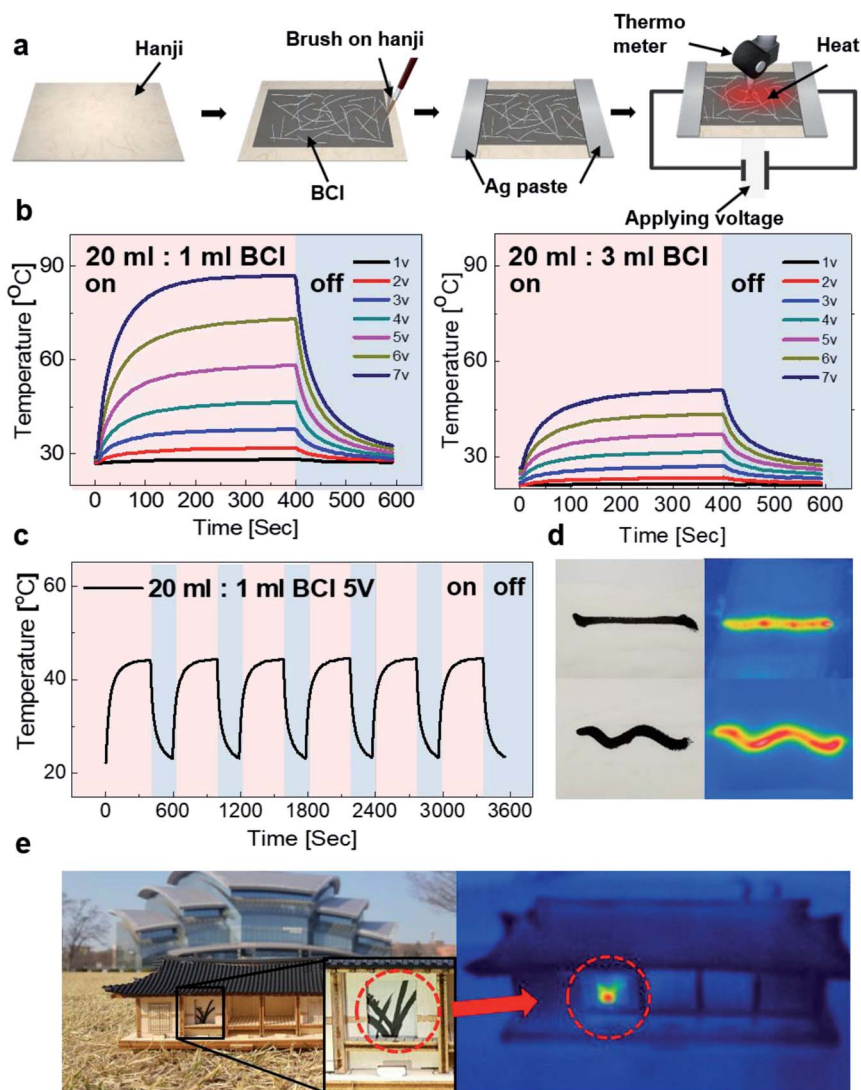 a
Hanji
Brush on hanji
Thermo
meter
Heat
BCI
Ag paste
Applying voltage
b
20 ml : 1 ml BCI
on off
1v
2v
3v
4v
5v
6v
7v
90
60
30
Temperature [°C]
0 100 200 300 400 500 600
Time [Sec]
20 ml : 3 ml BCI
on off
1v
2v
3v
4v
5v
6v
7v
90
60
30
Temperature [°C]
0 100 200 300 400 500 600
Time [Sec]
c
20 ml : 1 ml BCI 5V on off
60
40
20
Temperature [°C]
0 600 1200 1800 2400 3000 3600
Time [Sec]
d
e